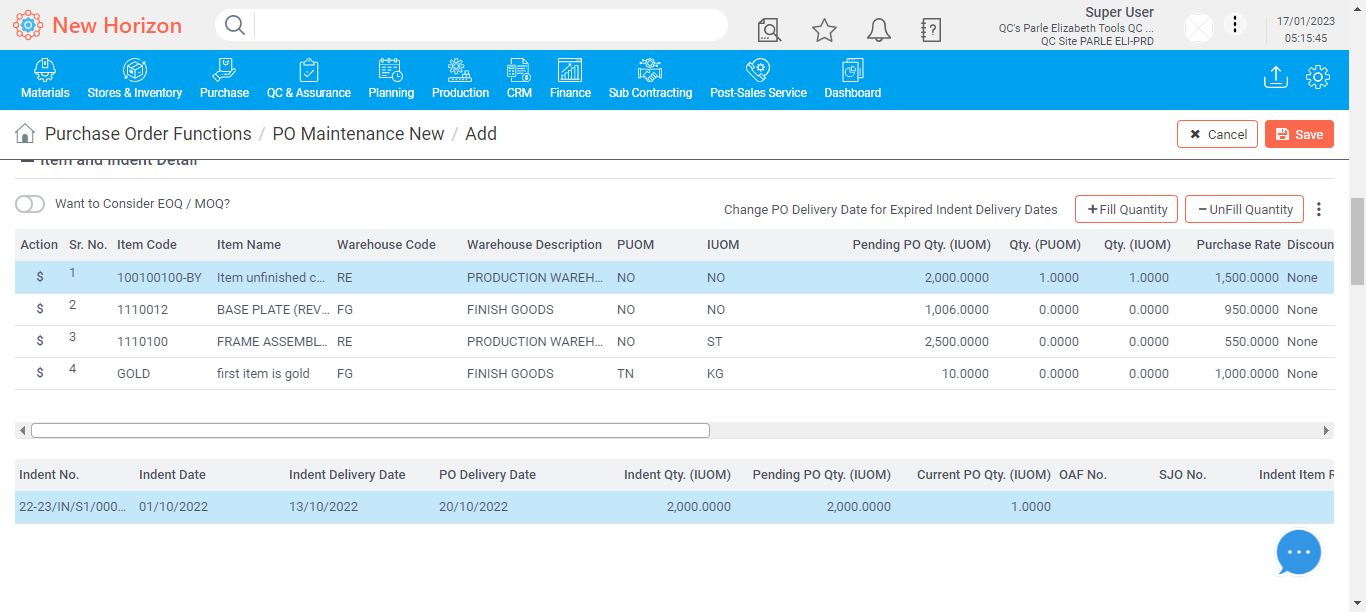 New Horizon
Super User
QC's Parle Elizabeth Tools QC ...
QC Site PARLE ELI-PRD
17/01/2023
05:15:45
Materials Stores & Inventory Purchase QC & Assurance Planning Production CRM Finance Sub Contracting Post-Sales Service Dashboard
Purchase Order Functions / PO Maintenance New / Add
Cancel Save
Item and Indent Detail
Want to Consider EOQ / MOQ?
Change PO Delivery Date for Expired Indent Delivery Dates +Fill Quantity −UnFill Quantity
Action Sr. No. Item Code Item Name Warehouse Code Warehouse Description PUOM IUOM Pending PO Qty. (IUOM) Qty. (PUOM) Qty. (IUOM) Purchase Rate Discoun
$ 1 100100100-BY Item unfinished c... RE PRODUCTION WAREH... NO NO 2,000.0000 1.0000 1.0000 1,500.0000 None
$ 2 1110012 BASE PLATE (REV... FG FINISH GOODS NO NO 1,006.0000 0.0000 0.0000 950.0000 None
$ 3 1110100 FRAME ASSEMBL... RE PRODUCTION WAREH... NO ST 2,500.0000 0.0000 0.0000 550.0000 None
$ 4 GOLD first item is gold FG FINISH GOODS TN KG 10.0000 0.0000 0.0000 1,000.0000 None
Indent No. Indent Date Indent Delivery Date PO Delivery Date Indent Qty. (IUOM) Pending PO Qty. (IUOM) Current PO Qty. (IUOM) OAF No. SJO No. Indent Item R
22-23/IN/S1/000... 01/10/2022 13/10/2022 20/10/2022 2,000.0000 2,000.0000 1.0000